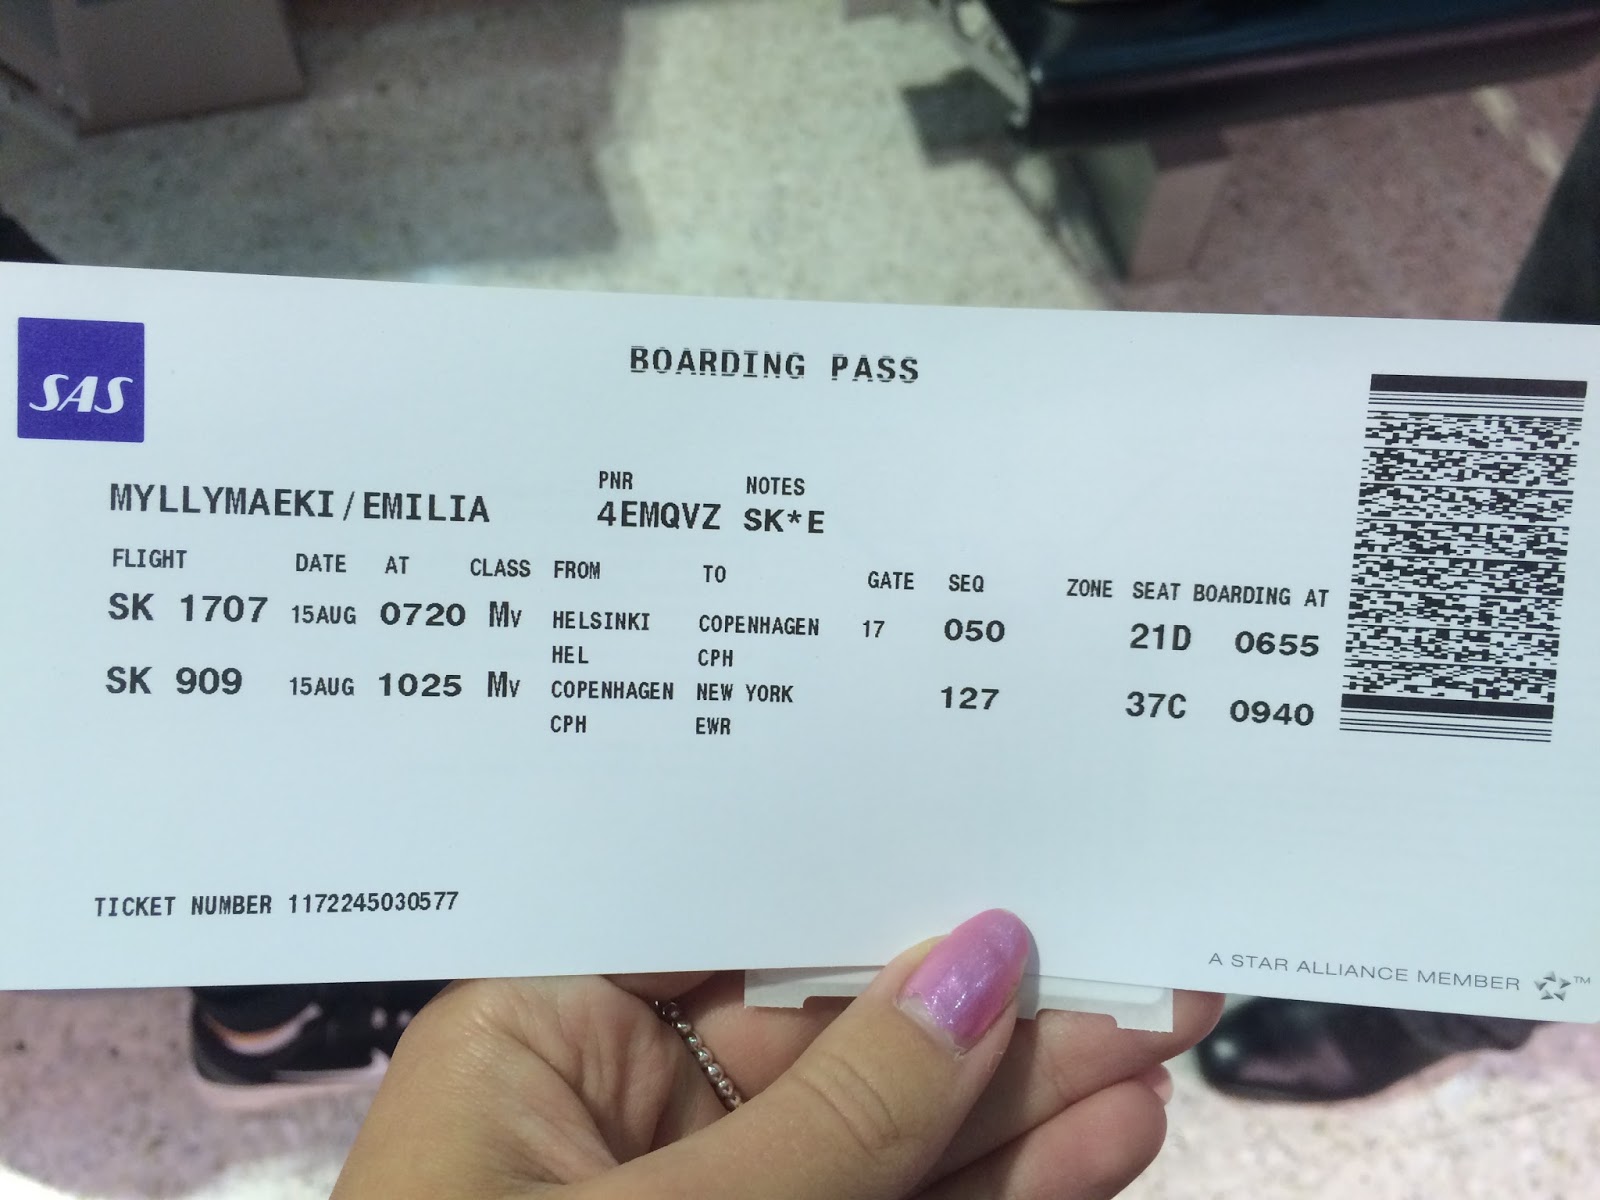 SAS
BOARDING PASS
PNR NOTES
MYLLYMAEKI/EMILIA 4EMQVZ SK*E
FLIGHT DATE AT CLASS FROM TO GATE SEQ ZONE SEAT BOARDING AT
SK 1707 15AUG 0720 Mv HELSINKI COPENHAGEN 17 050 21D 0655
HEL CPH
SK 909 15AUG 1025 Mv COPENHAGEN NEW YORK 127 37C 0940
CPH EWR
TICKET NUMBER 1172245030577
A STAR ALLIANCE MEMBER ™